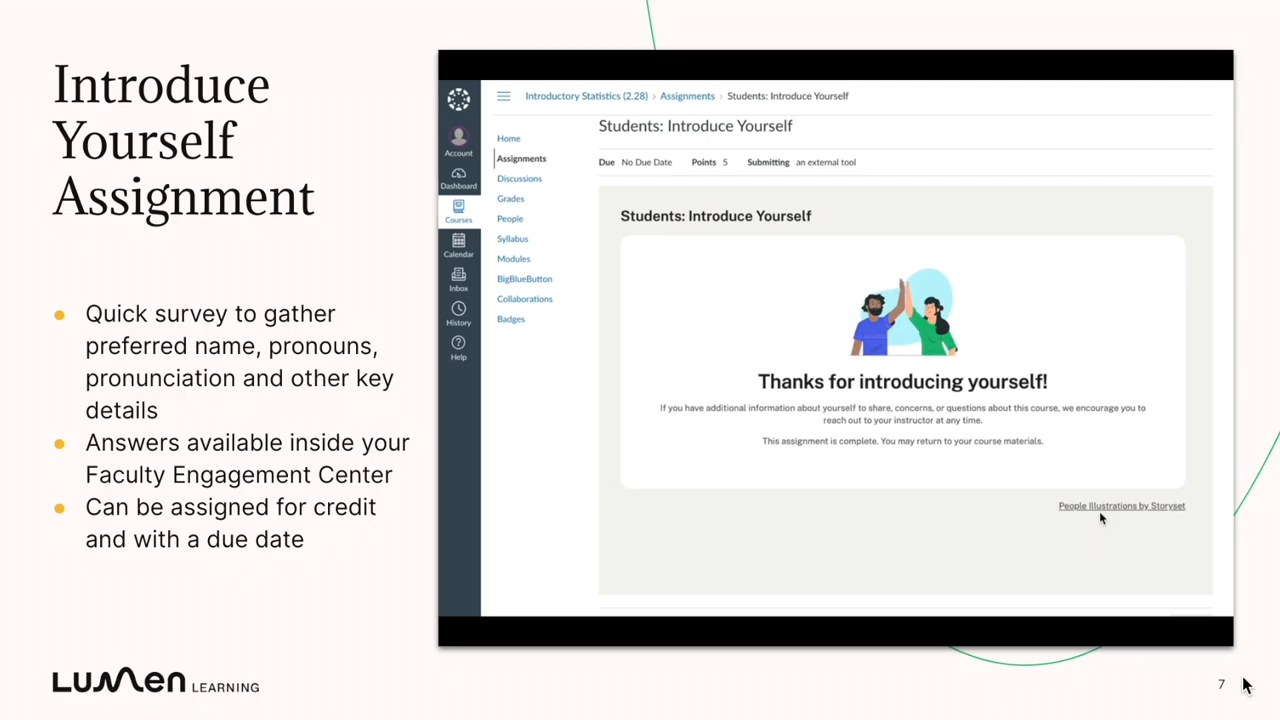 Introduce
Yourself
Assignment
Quick survey to gather
preferred name, pronouns,
pronunciation and other key
details
Answers available inside your
Faculty Engagement Center
Can be assigned for credit
and with a due date
Lumen LEARNING
Account
Dashboard
Courses
Calendar
Inbox
History
Help
Introductory Statistics (2.28) › Assignments › Students: Introduce Yourself
Home
Assignments
Discussions
Grades
People
Syllabus
Modules
BigBlueButton
Collaborations
Badges
Students: Introduce Yourself
Due No Due Date Points 5 Submitting an external tool
Students: Introduce Yourself
Thanks for introducing yourself!
If you have additional information about yourself to share, concerns, or questions about this course, we encourage you to
reach out to your instructor at any time.
This assignment is complete. You may return to your course materials.
People Illustrations by Storyset
7